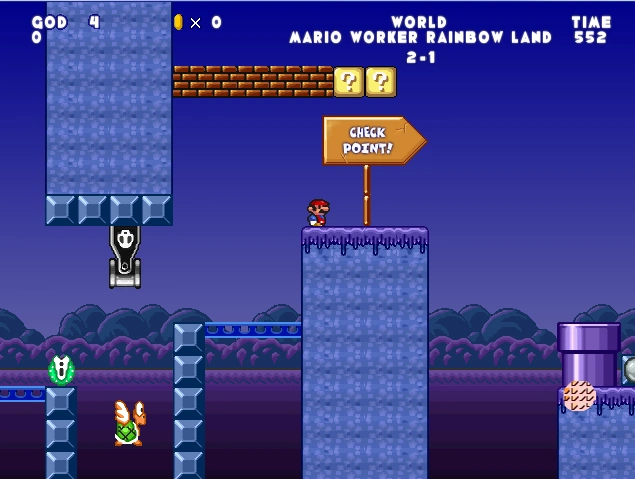 GOD 4
0
× 0
WORLD
MARIO WORKER RAINBOW LAND
2-1
TIME
552
? ?
CHECK
POINT!